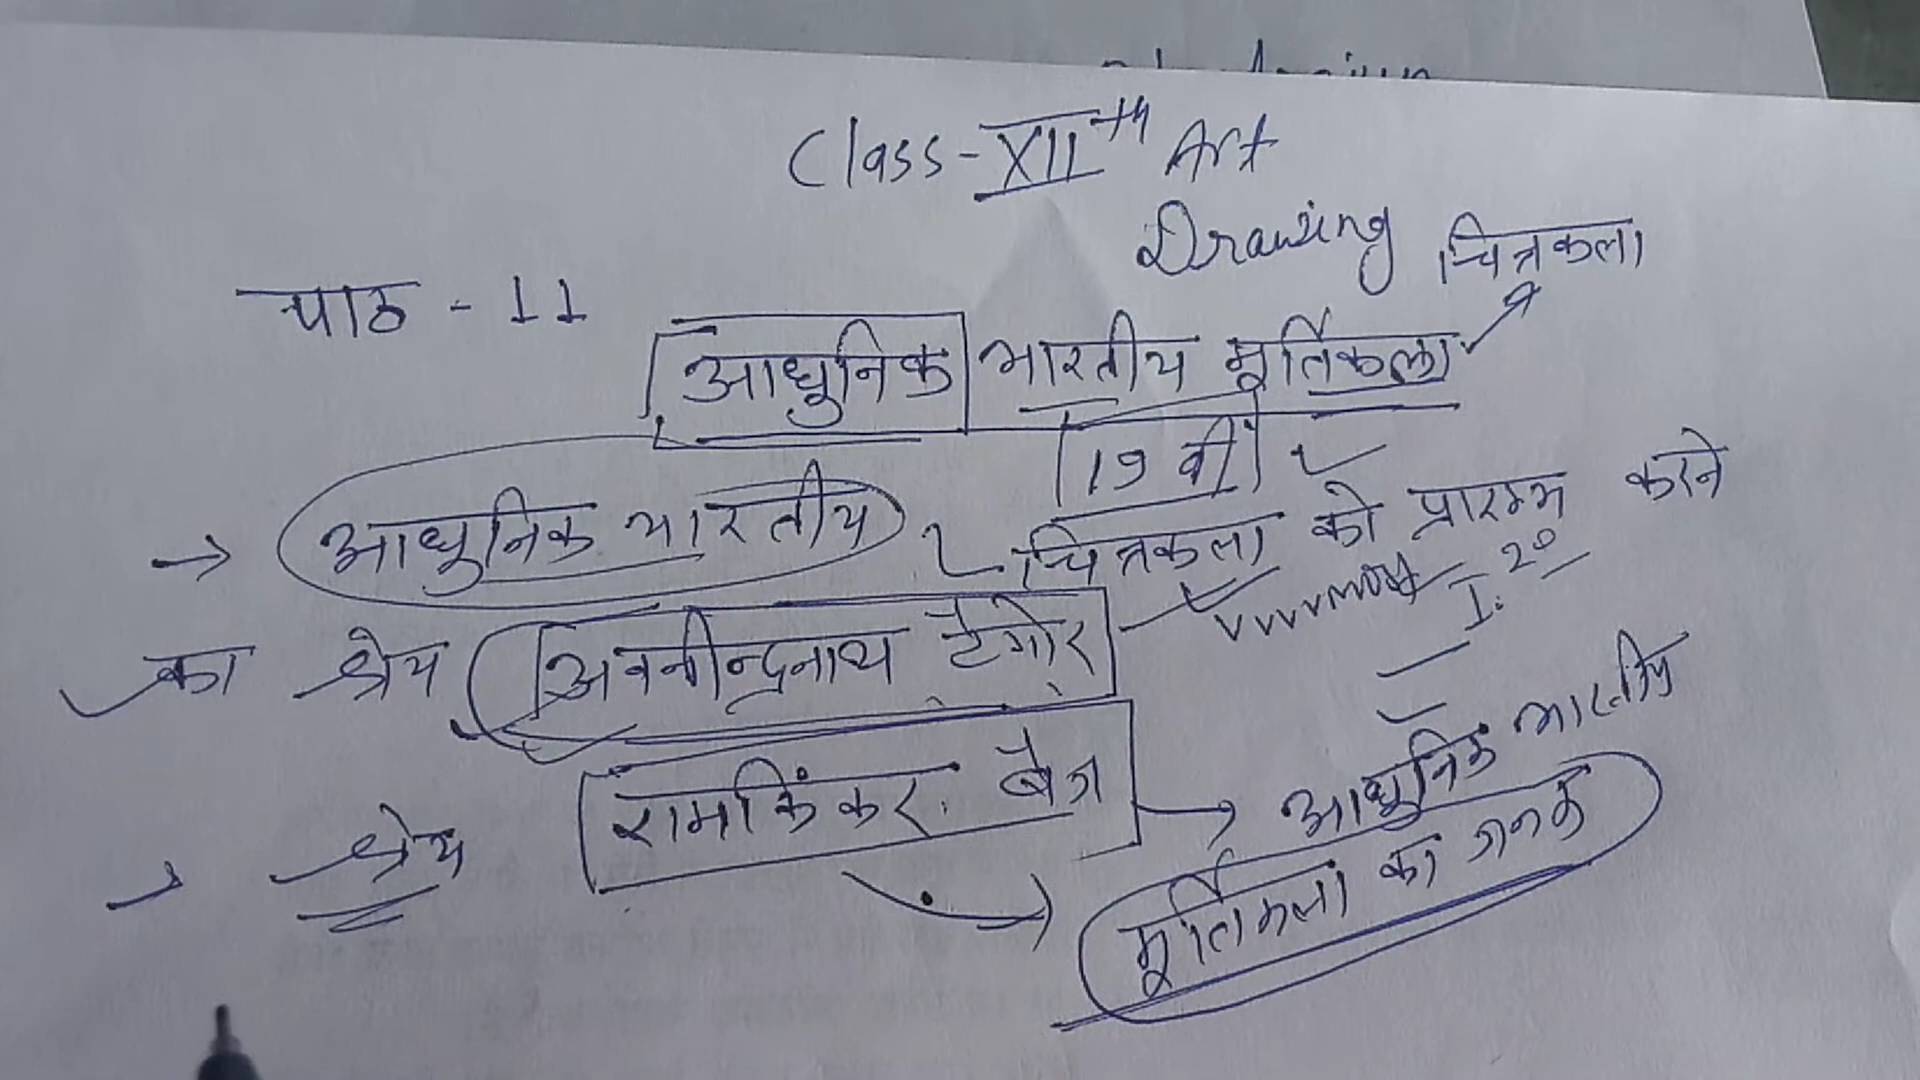 Class-XIIth Art
Drawing चित्रकला
पाठ - 11
आधुनिक भारतीय मूर्तिकला
19 वीं
→ आधुनिक भारतीय चित्रकला को प्रारम्भ करने
का श्रेय अवनीन्द्रनाथ टैगोर
रामकिंकर बैज → आधुनिक भारतीय
→ श्रेय
मूर्तिकला का जनक